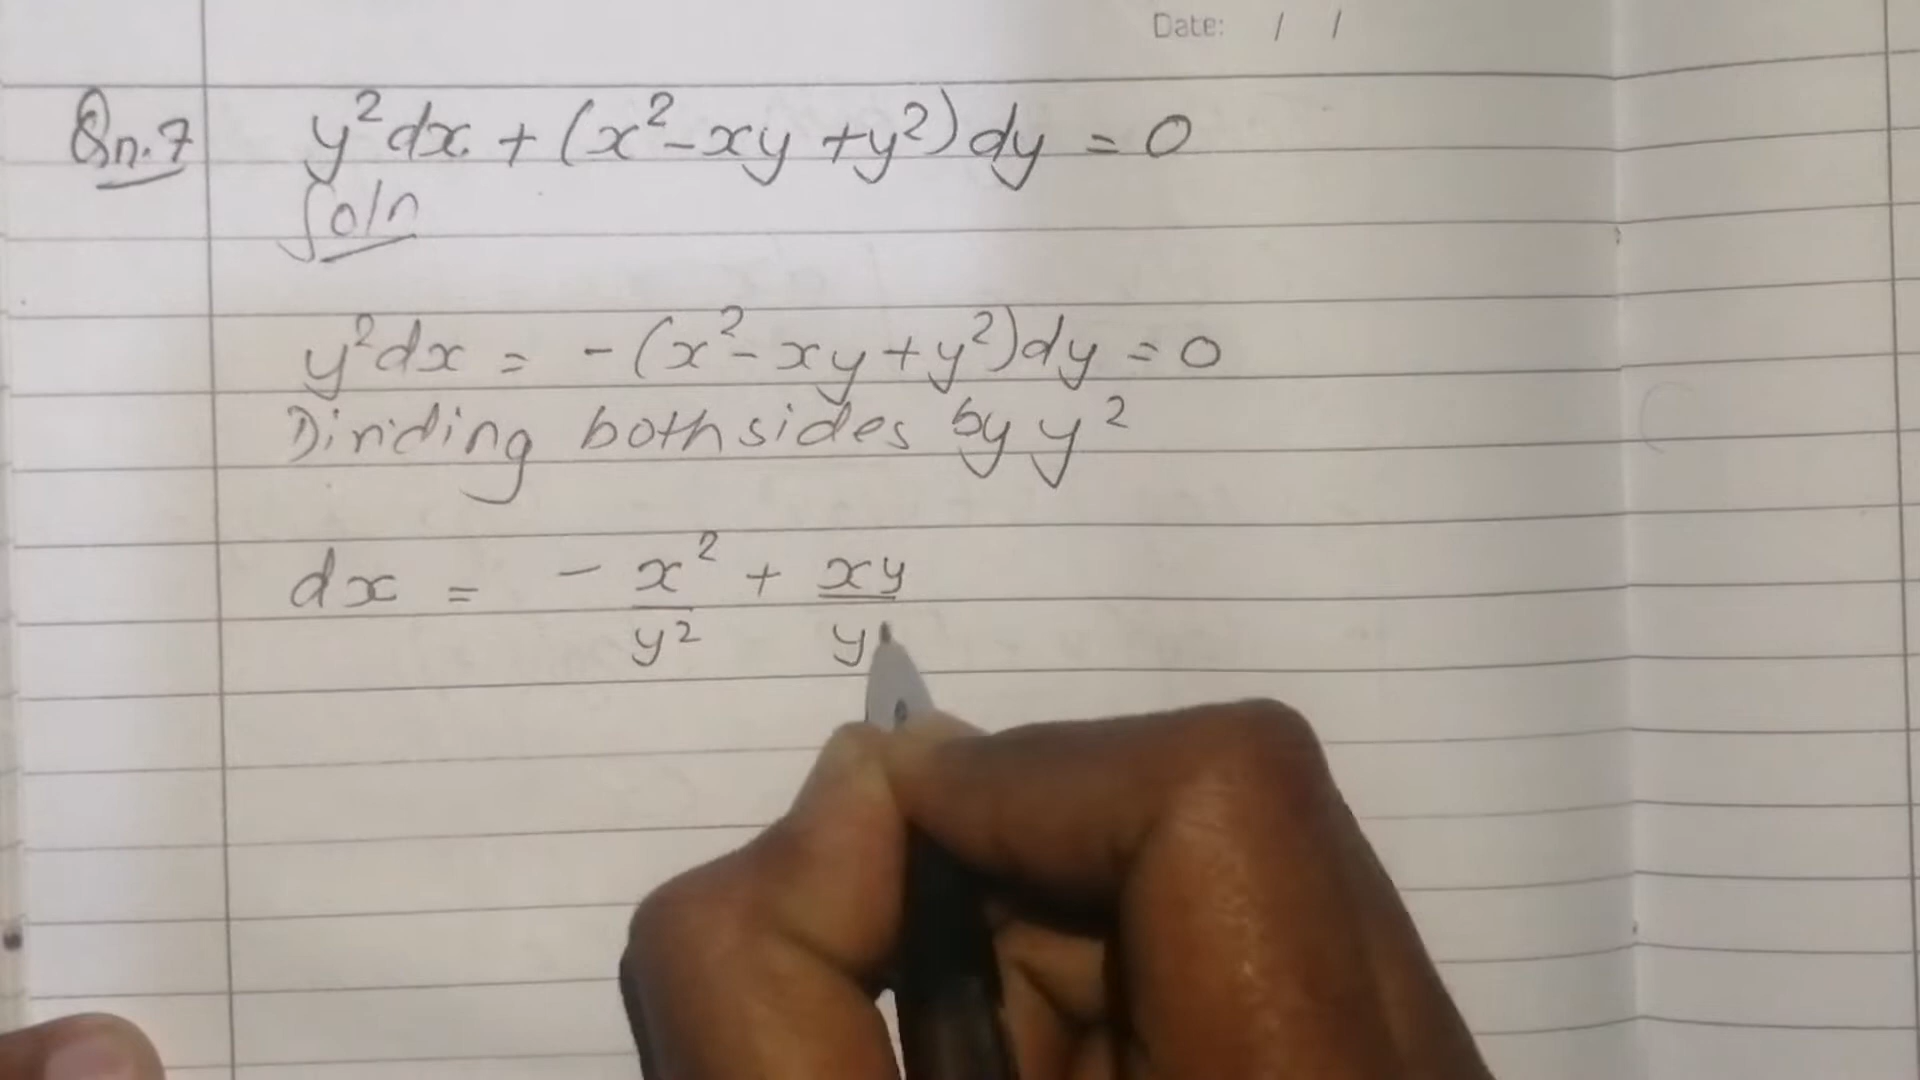 Date: / /
Qn.7 y²dx + (x²-xy+y²)dy = 0
Soln
y²dx = -(x²-xy+y²)dy = 0
Dividing both sides by y²
dx = - x²/y² + xy/y